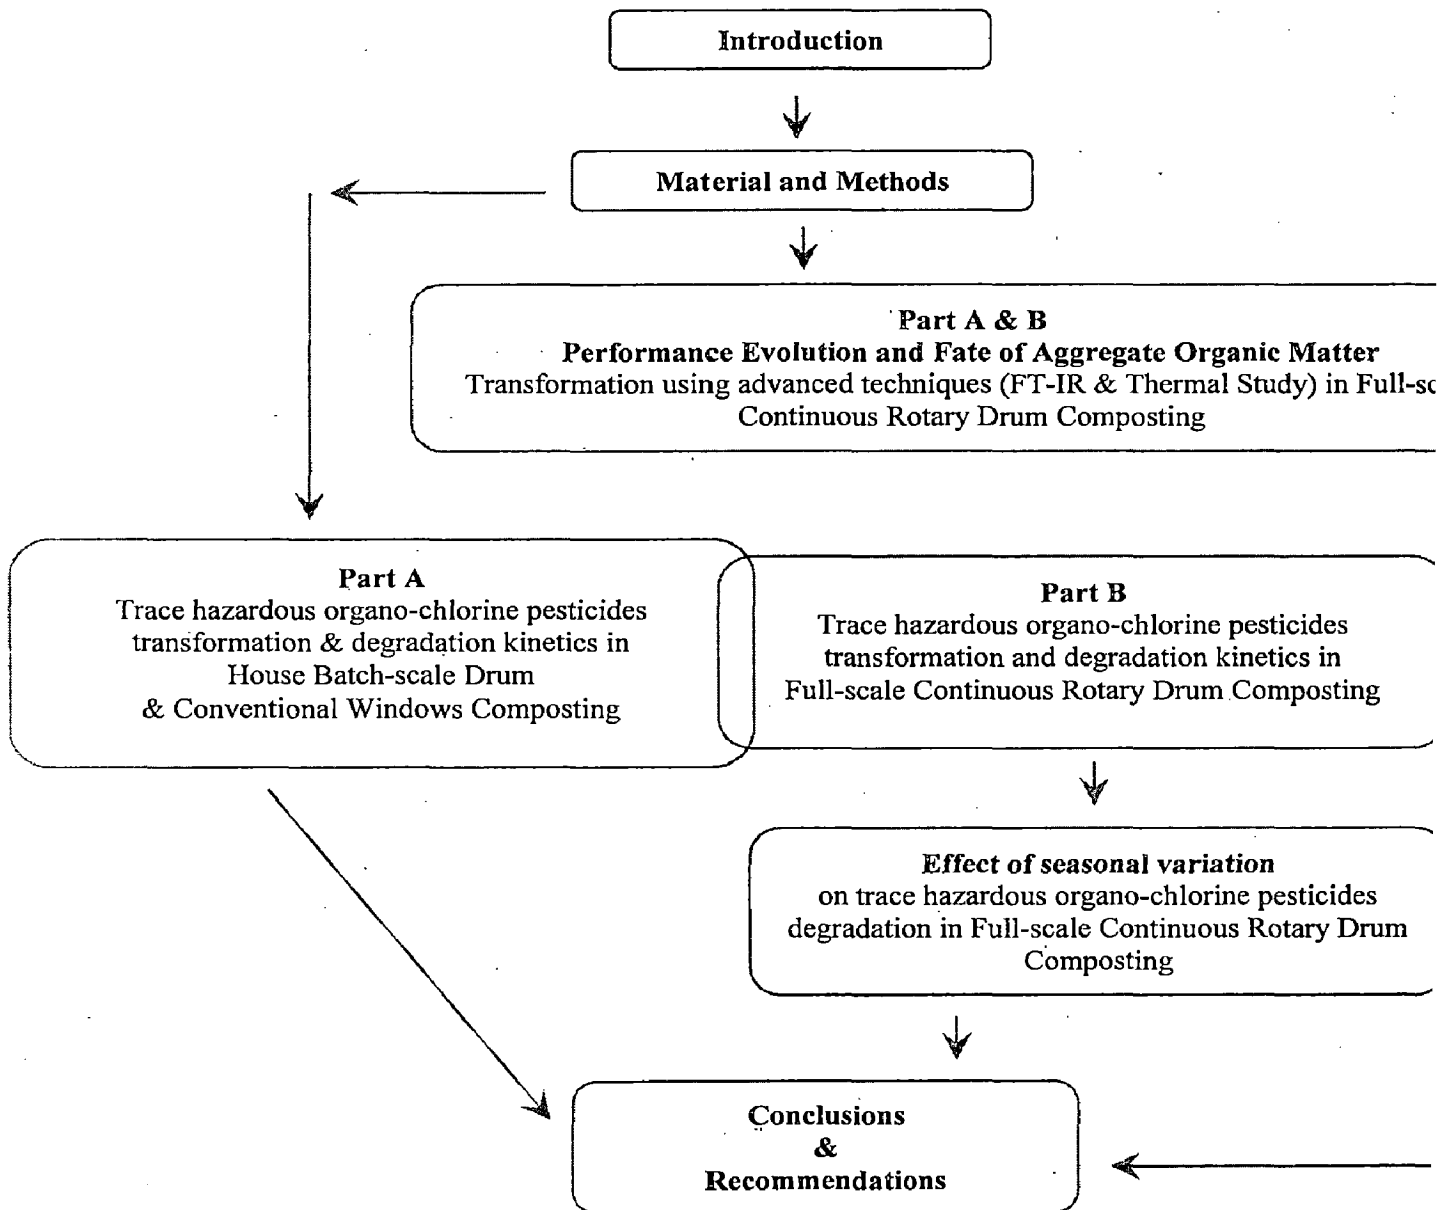 Introduction
Material and Methods
Part A & B
Performance Evolution and Fate of Aggregate Organic Matter
Transformation using advanced techniques (FT-IR & Thermal Study) in Full-sc
Continuous Rotary Drum Composting
Part A
Trace hazardous organo-chlorine pesticides
transformation & degradation kinetics in
House Batch-scale Drum
& Conventional Windows Composting
Part B
Trace hazardous organo-chlorine pesticides
transformation and degradation kinetics in
Full-scale Continuous Rotary Drum Composting
Effect of seasonal variation
on trace hazardous organo-chlorine pesticides
degradation in Full-scale Continuous Rotary Drum
Composting
Conclusions
&
Recommendations